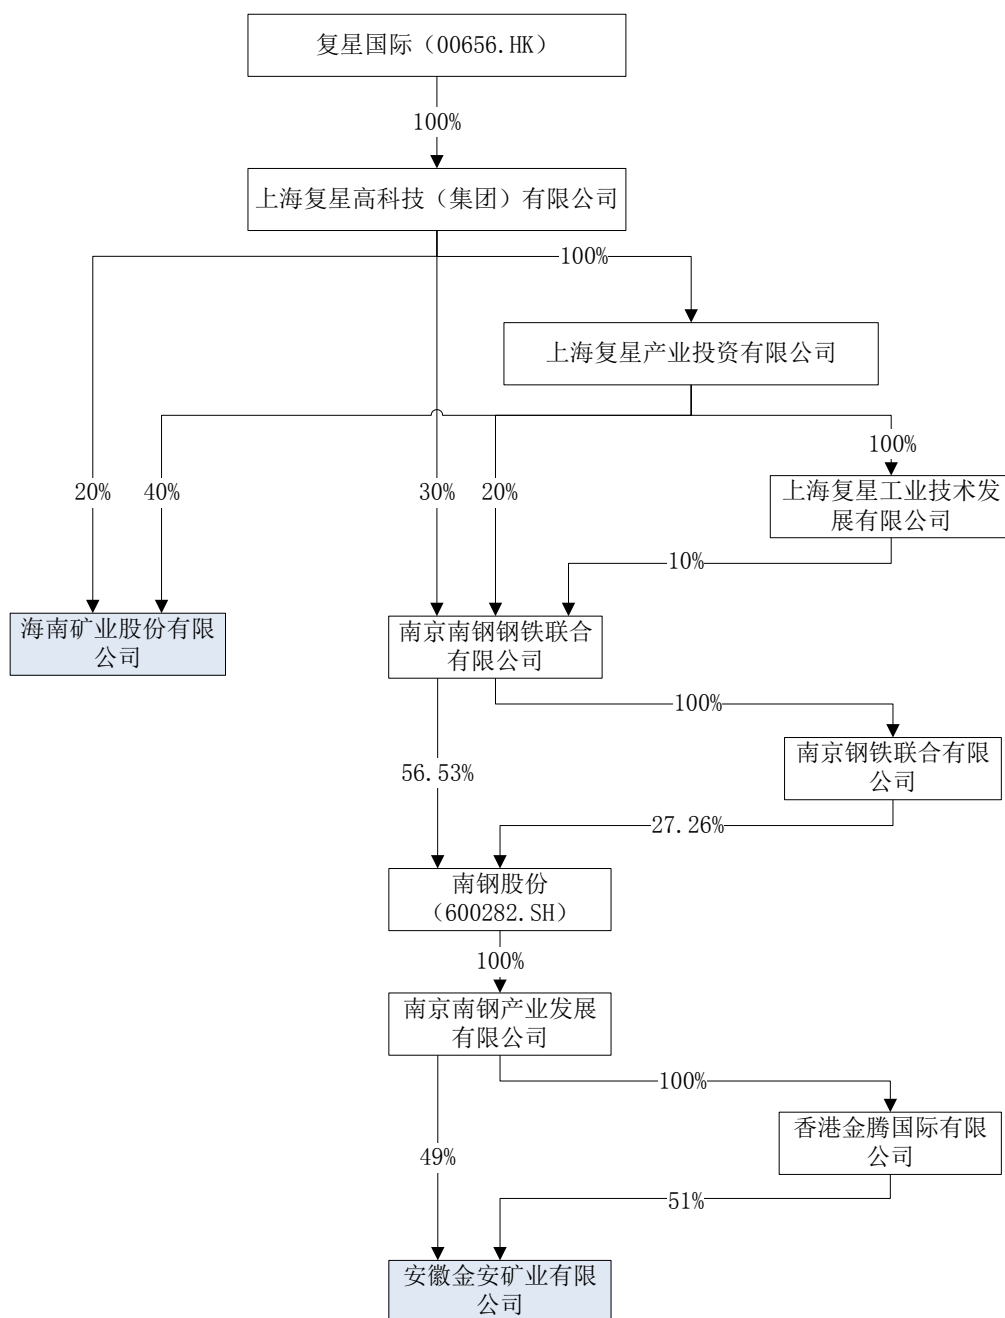 复星国际（00656.HK）
100%
上海复星高科技（集团）有限公司
100%
上海复星产业投资有限公司
100%
20%
40%
30%
20%
上海复星工业技术发
展有限公司
10%
海南矿业股份有限
公司
南京南钢钢铁联合
有限公司
100%
南京钢铁联合有限
公司
56.53%
27.26%
南钢股份
（600282.SH）
100%
南京南钢产业发展
有限公司
100%
香港金腾国际有限
公司
49%
51%
安徽金安矿业有限
公司